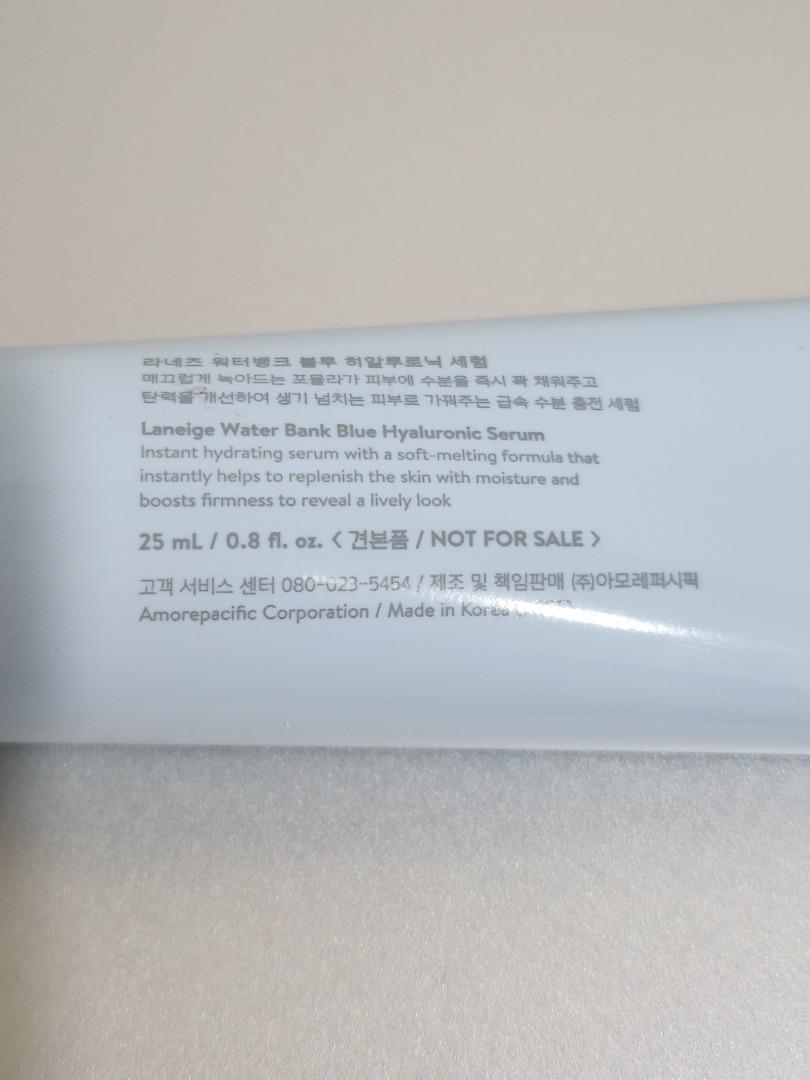 라네즈 워터뱅크 블루 히알루로닉 세럼
매끄럽게 녹아드는 포뮬라가 피부에 수분을 즉시 꽉 채워주고
탄력을 개선하여 생기 넘치는 피부로 가꿔주는 급속 수분 충전 세럼
Laneige Water Bank Blue Hyaluronic Serum
Instant hydrating serum with a soft-melting formula that
instantly helps to replenish the skin with moisture and
boosts firmness to reveal a lively look
25 mL / 0.8 fl. oz. < 견본품 / NOT FOR SALE >
고객 서비스 센터 080-023-5454 / 제조 및 책임판매 (주)아모레퍼시픽
Amorepacific Corporation / Made in Korea